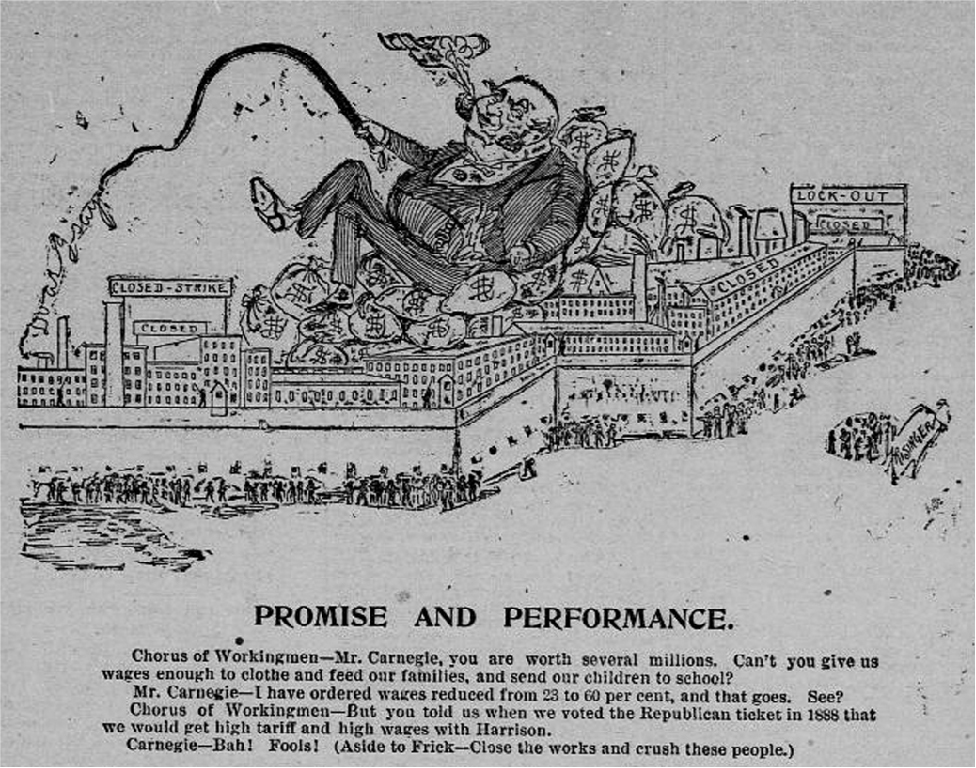 I say
LOCK-OUT
CLOSED
CLOSED
CLOSED-STRIKE
CLOSED
PROMISE AND PERFORMANCE.
Chorus of Workingmen—Mr. Carnegie, you are worth several millions. Can't you give us
wages enough to clothe and feed our families, and send our children to school?
Mr. Carnegie—I have ordered wages reduced from 23 to 60 per cent, and that goes. See?
Chorus of Workingmen—But you told us when we voted the Republican ticket in 1888 that
we would get high tariff and high wages with Harrison.
Carnegie—Bah! Fools! (Aside to Frick—Close the works and crush these people.)